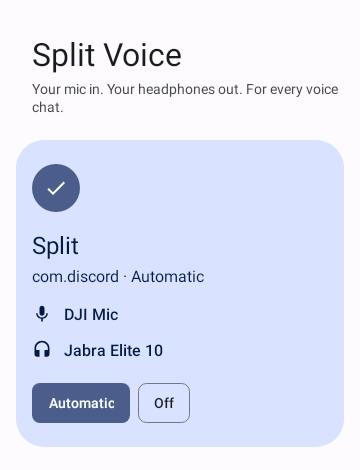 Split Voice
Your mic in. Your headphones out. For every voice
chat.
Split
com.discord · Automatic
DJI Mic
Jabra Elite 10
Automatic
Off